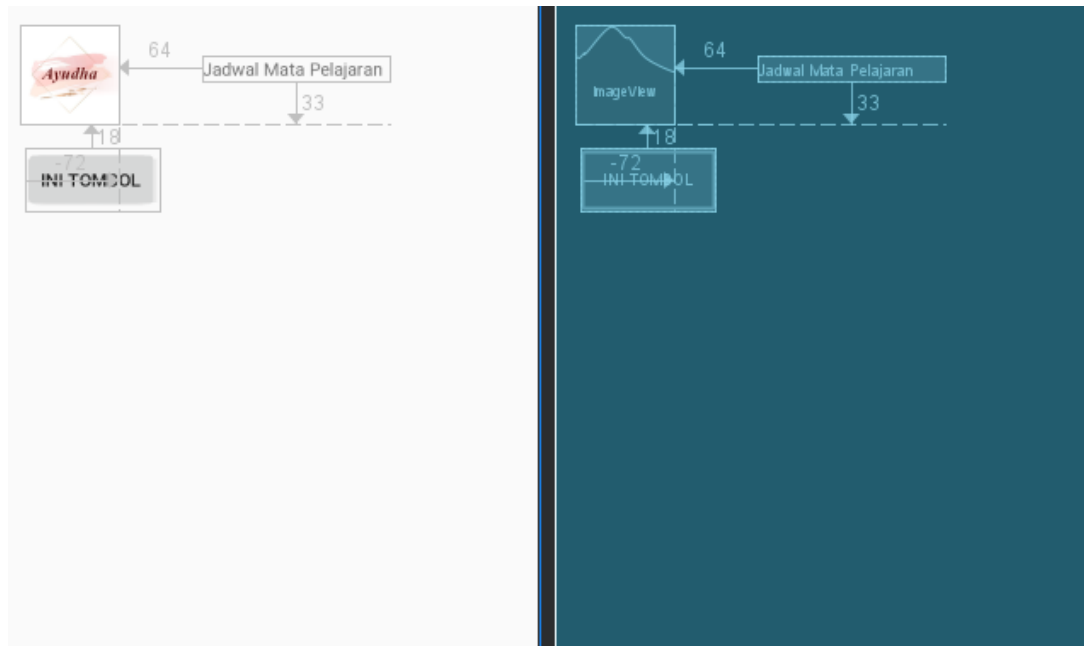 64
Ayudha
Jadwal Mata Pelajaran
33
18
-72
INI TOMBOL
64
Jadwal Mata Pelajaran
ImageView
33
18
-72
INI TOMBOL